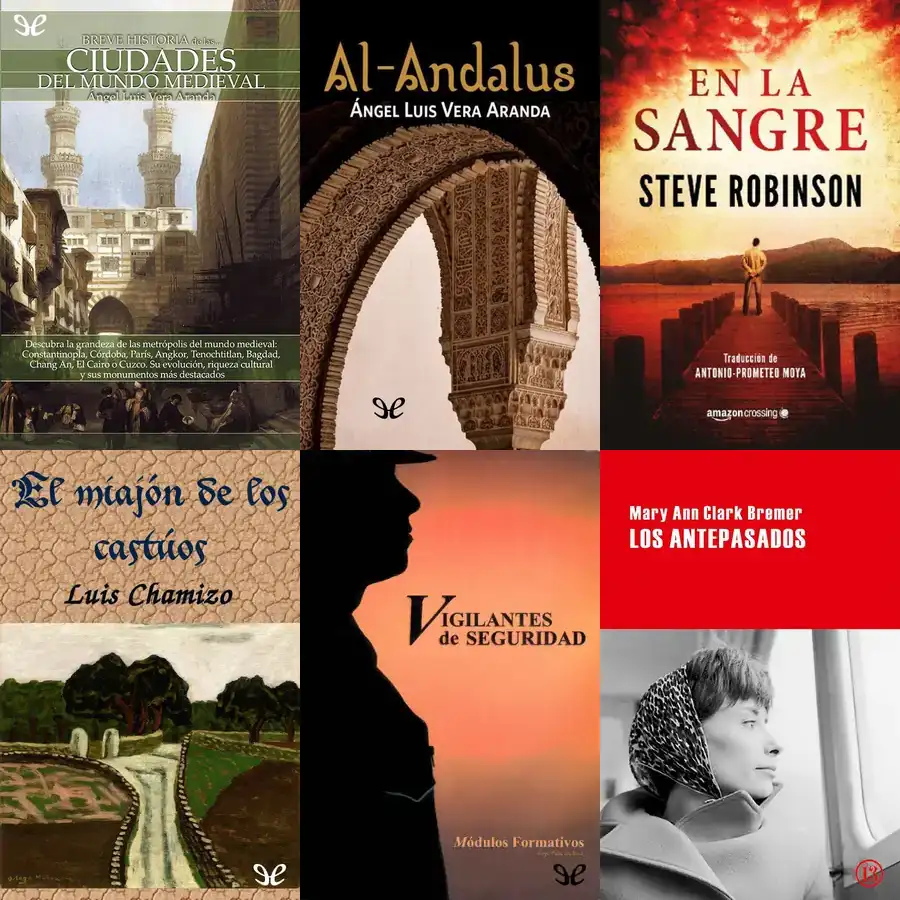 BREVE HISTORIA de las...
CIUDADES
DEL MUNDO MEDIEVAL
Ángel Luis Vera Aranda
Descubra la grandeza de las metrópolis del mundo medieval:
Constantinopla, Córdoba, París, Angkor, Tenochtitlan, Bagdad,
Chang An, El Cairo o Cuzco. Su evolución, riqueza cultural
y sus monumentos más destacados
Al-Andalus
ÁNGEL LUIS VERA ARANDA
EN LA
SANGRE
STEVE ROBINSON
Traducción de
ANTONIO-PROMETEO MOYA
amazoncrossing
El miajón de los
castúos
Luis Chamizo
VIGILANTES
de SEGURIDAD
Módulos Formativos
Mary Ann Clark Bremer
LOS ANTEPASADOS
13